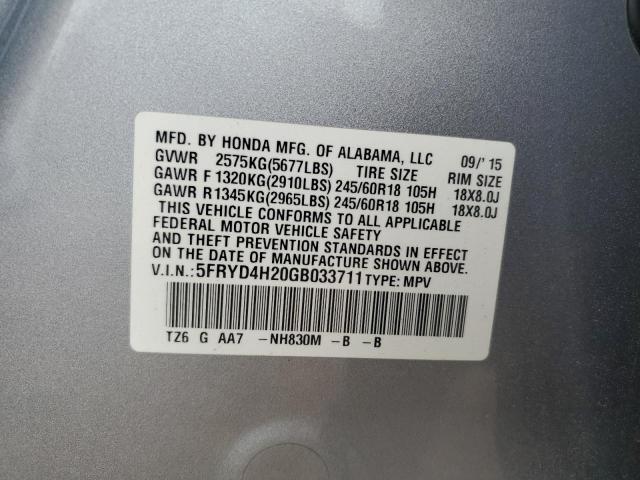 MFD. BY HONDA MFG. OF ALABAMA, LLC 09/'15
GVWR 2575KG(5677LBS) TIRE SIZE RIM SIZE
GAWR F 1320KG(2910LBS) 245/60R18 105H 18X8.0J
GAWR R1345KG(2965LBS) 245/60R18 105H 18X8.0J
THIS VEHICLE CONFORMS TO ALL APPLICABLE
FEDERAL MOTOR VEHICLE SAFETY
AND THEFT PREVENTION STANDARDS IN EFFECT
ON THE DATE OF MANUFACTURE SHOWN ABOVE.
V.I.N.: 5FRYD4H20GB033711 TYPE: MPV
TZ6 G AA7 -NH830M -B -B